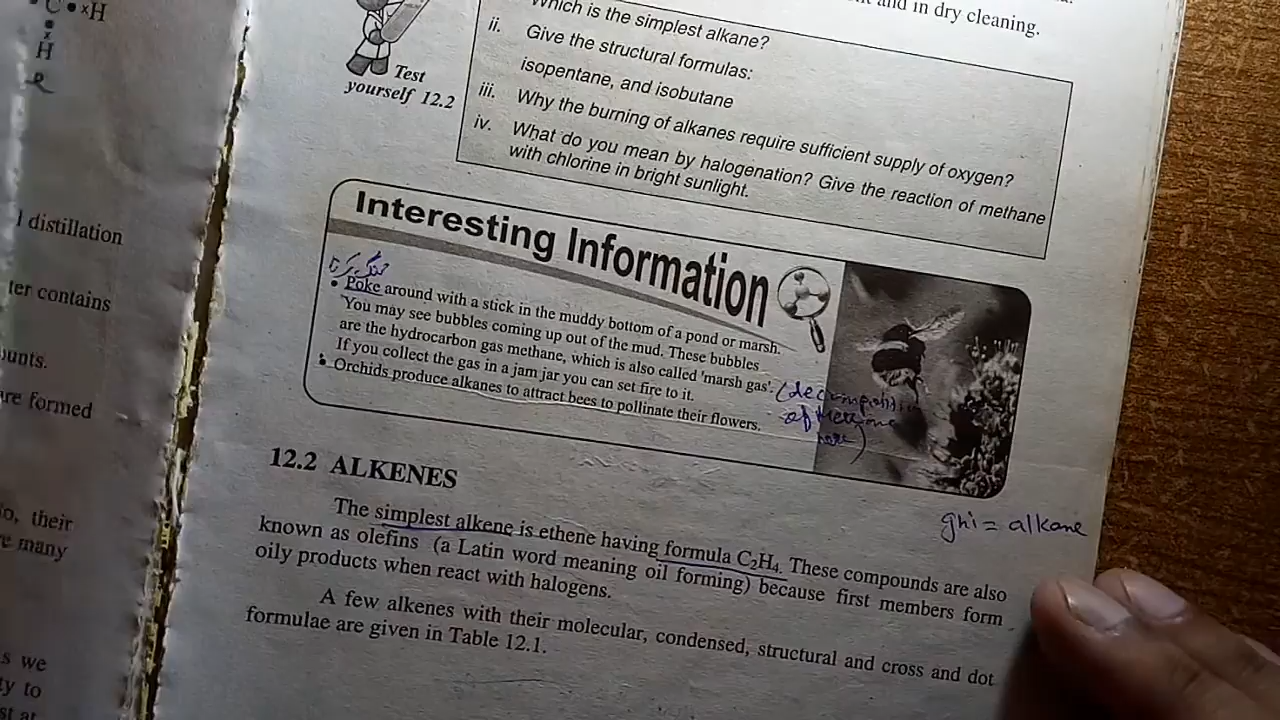 C • ×H
H
l distillation
ter contains
ounts.
are formed
o, their
e many
s we
ty to
and in dry cleaning.
Test
yourself 12.2
Which is the simplest alkane?
ii. Give the structural formulas:
isopentane, and isobutane
iii. Why the burning of alkanes require sufficient supply of oxygen?
iv. What do you mean by halogenation? Give the reaction of methane
with chlorine in bright sunlight.
Interesting Information
• Poke around with a stick in the muddy bottom of a pond or marsh.
You may see bubbles coming up out of the mud. These bubbles
are the hydrocarbon gas methane, which is also called 'marsh gas'.
If you collect the gas in a jam jar you can set fire to it.
• Orchids produce alkanes to attract bees to pollinate their flowers.
12.2 ALKENES
ghi = alkane
The simplest alkene is ethene having formula C₂H₄. These compounds are also
known as olefins (a Latin word meaning oil forming) because first members form
oily products when react with halogens.
A few alkenes with their molecular, condensed, structural and cross and dot
formulae are given in Table 12.1.